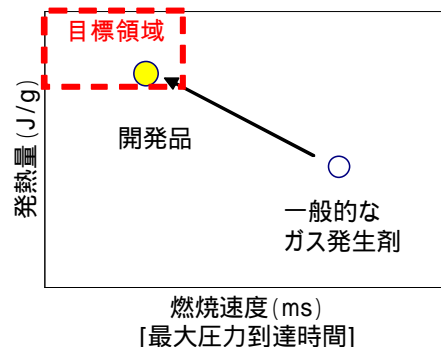 目標領域
開発品
一般的な
ガス発生剤
発熱量(J/g)
燃焼速度(ms)
[最大圧力到達時間]